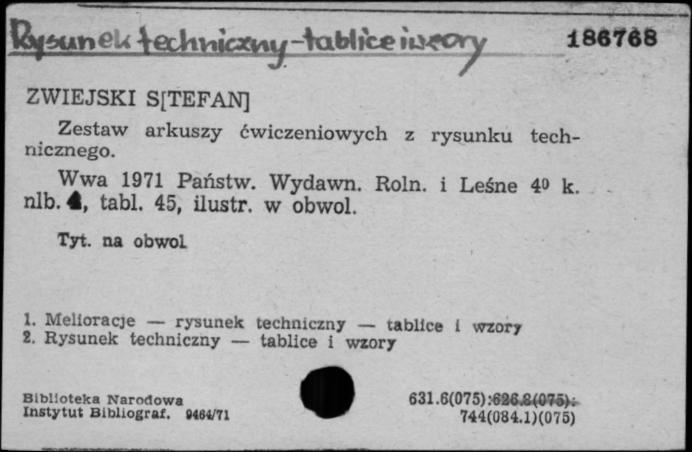 Rysunek techniczny - tablice i wzory
186768
ZWIEJSKI S[TEFAN]
Zestaw arkuszy ćwiczeniowych z rysunku tech-
nicznego.
Wwa 1971 Państw. Wydawn. Roln. i Leśne 4⁰ k.
nlb. 4, tabl. 45, ilustr. w obwol.
Tyt. na obwol.
1. Melioracje — rysunek techniczny — tablice i wzory
2. Rysunek techniczny — tablice i wzory
Biblioteka Narodowa
Instytut Bibliograf. 9464/71
631.6(075):626.8(075):
744(084.1)(075)